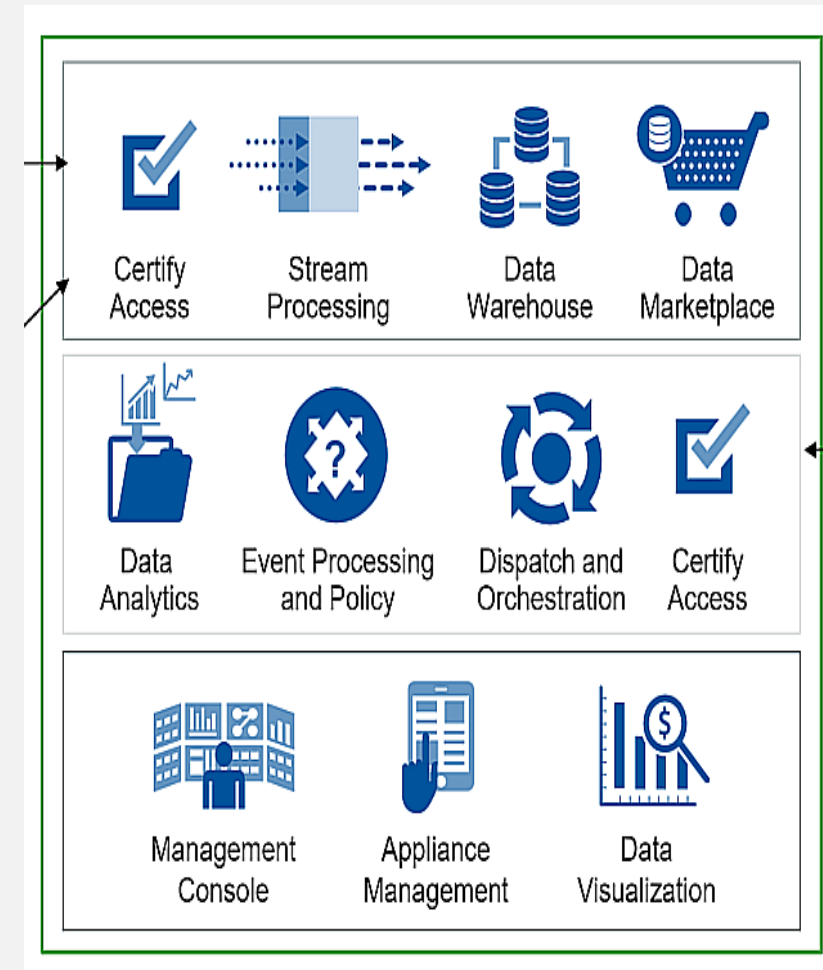 Certify
Access
Stream
Processing
Data
Warehouse
Data
Marketplace
?
Data
Analytics
Event Processing
and Policy
Dispatch and
Orchestration
Certify
Access
$
Management
Console
Appliance
Management
Data
Visualization